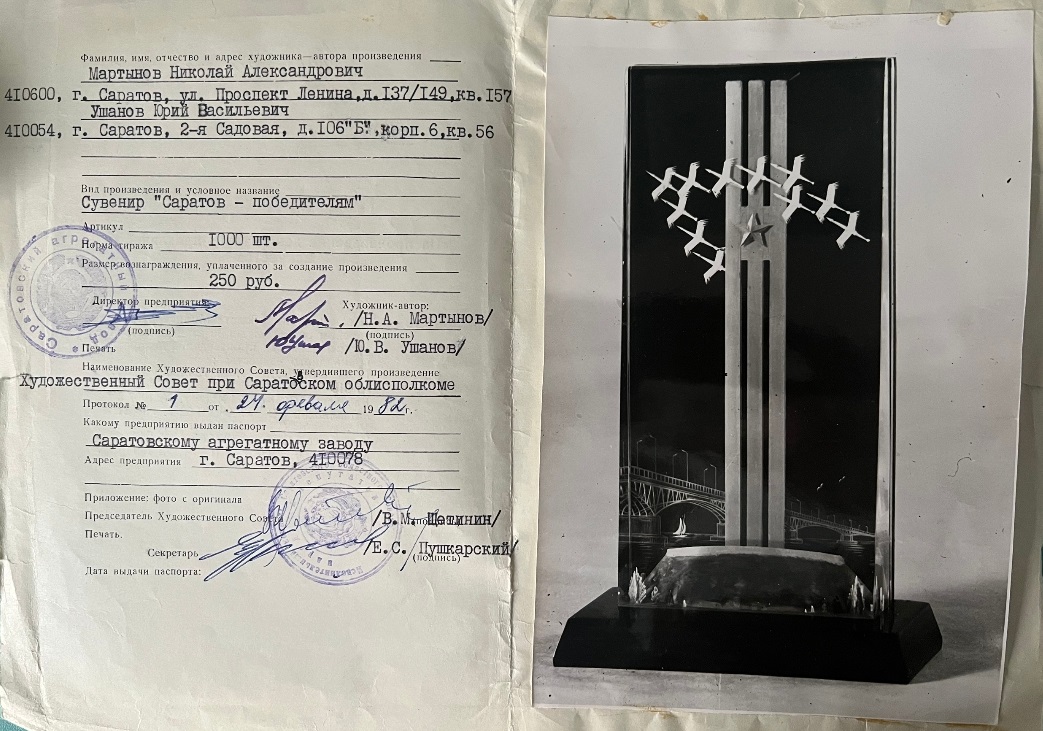 Фамилия, имя, отчество и адрес художника—автора произведения
Мартынов Николай Александрович
410600, г. Саратов, ул. Проспект Ленина,д.137/149,кв.157
Ушанов Юрий Васильевич
410054, г. Саратов, 2-я Садовая, д.106"Б",корп.6,кв.56
Вид произведения и условное название
Сувенир "Саратов - победителям"
Артикул
Норма тиража 1000 шт.
Размер вознаграждения, уплаченного за создание произведения
250 руб.
Директор предприятия: Художник-автор:
/Н.А. Мартынов/
(подпись) (подпись)
Печать /Ю.В. Ушанов/
Наименование Художественного Совета, утвердившего произведение
Художественный Совет при Саратовском облисполкоме
Протокол № 1 от 24 февраля 1982 г.
Какому предприятию выдан паспорт
Саратовскому агрегатному заводу
Адрес предприятия г. Саратов, 410078
Приложение: фото с оригинала
Председатель Художественного Совета /В.М. Щетинин/
Печать.
Секретарь /Е.С. Пушкарский/
(подпись)
Дата выдачи паспорта:
Саратовский агрегатный завод